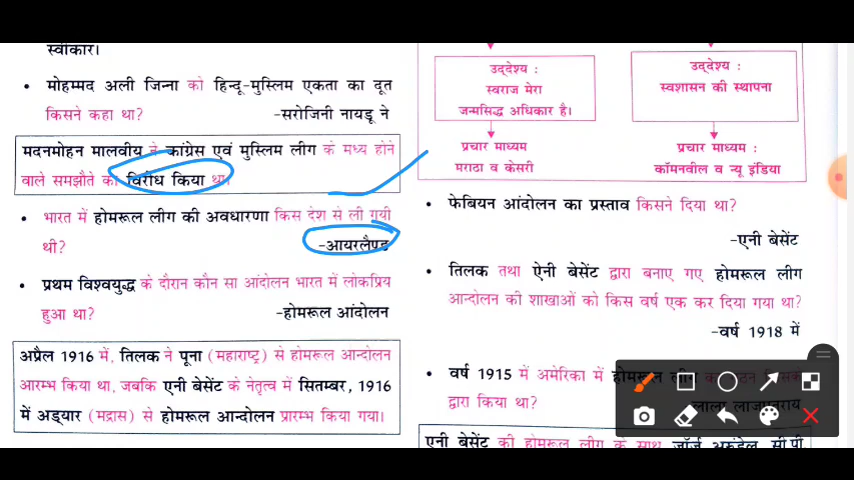 स्वीकार।
• मोहम्मद अली जिन्ना को हिन्दू-मुस्लिम एकता का दूत
किसने कहा था? -सरोजिनी नायडू ने
मदनमोहन मालवीय ने कांग्रेस एवं मुस्लिम लीग के मध्य होने
वाले समझौते का विरोध किया था।
• भारत में होमरूल लीग की अवधारणा किस देश से ली गयी
थी? -आयरलैण्ड
• प्रथम विश्वयुद्ध के दौरान कौन सा आंदोलन भारत में लोकप्रिय
हुआ था? -होमरूल आंदोलन
अप्रैल 1916 में, तिलक ने पूना (महाराष्ट्र) से होमरूल आन्दोलन
आरम्भ किया था, जबकि एनी बेसेंट के नेतृत्व में सितम्बर, 1916
में अड्यार (मद्रास) से होमरूल आन्दोलन प्रारम्भ किया गया।
उद्देश्य :
स्वराज मेरा
जन्मसिद्ध अधिकार है।
प्रचार माध्यम
मराठा व केसरी
उद्देश्य :
स्वशासन की स्थापना
प्रचार माध्यम :
कॉमनवील व न्यू इंडिया
• फेबियन आंदोलन का प्रस्ताव किसने दिया था?
-एनी बेसेंट
• तिलक तथा ऐनी बेसेंट द्वारा बनाए गए होमरूल लीग
आन्दोलन की शाखाओं को किस वर्ष एक कर दिया गया था?
-वर्ष 1918 में
• वर्ष 1915 में अमेरिका में होमरूल लीग
द्वारा किया था? लाला लाजपतराय
एनी बेसेंट की होमरूल लीग के साथ जॉर्ज अरुंडेल, सी.पी